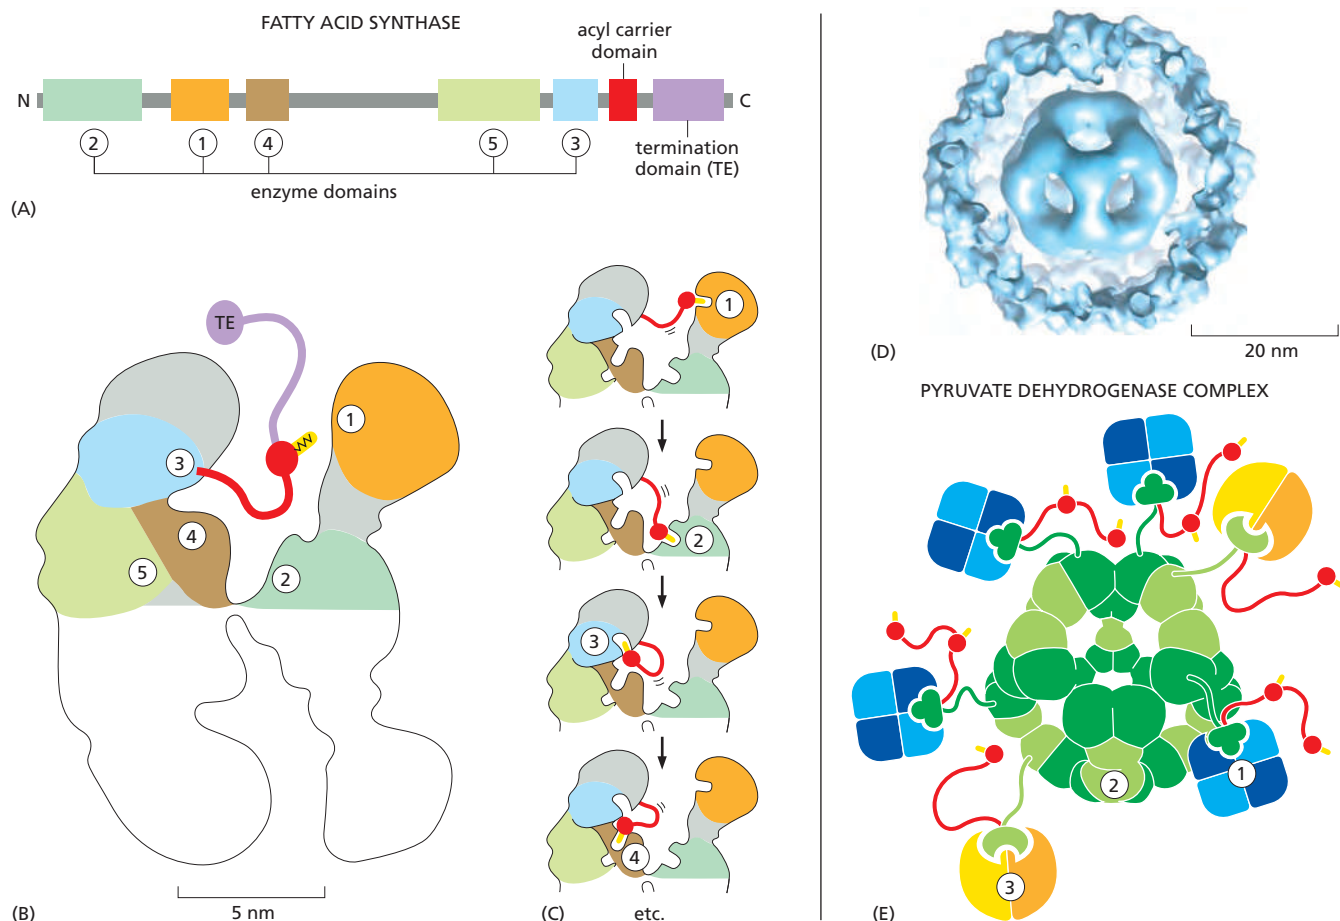 FATTY ACID SYNTHASE
acyl carrier
domain
N
C
2
1
4
5
3
termination
domain (TE)
enzyme domains
(A)
TE
1
3
4
5
2
5 nm
(B)
1
2
3
4
(C)
etc.
(D)
20 nm
PYRUVATE DEHYDROGENASE COMPLEX
1
2
3
(E)